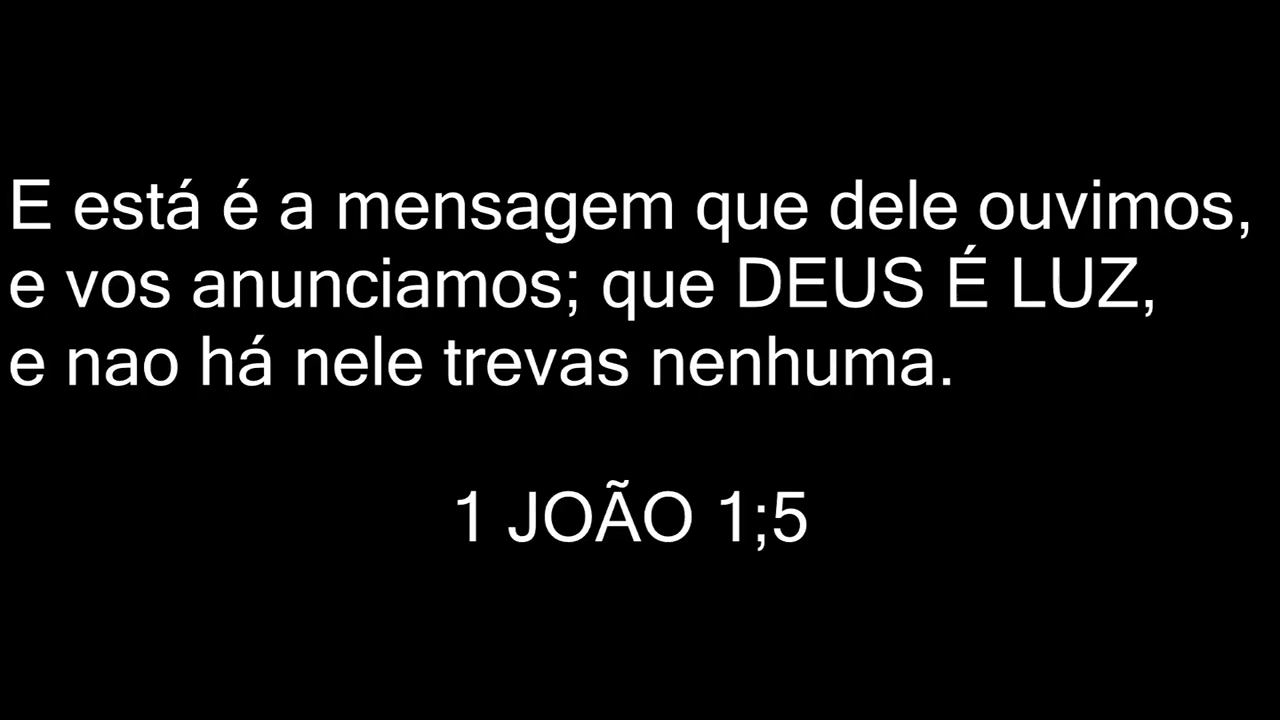 E está é a mensagem que dele ouvimos,
e vos anunciamos; que DEUS É LUZ,
e nao há nele trevas nenhuma.
1 JOÃO 1;5